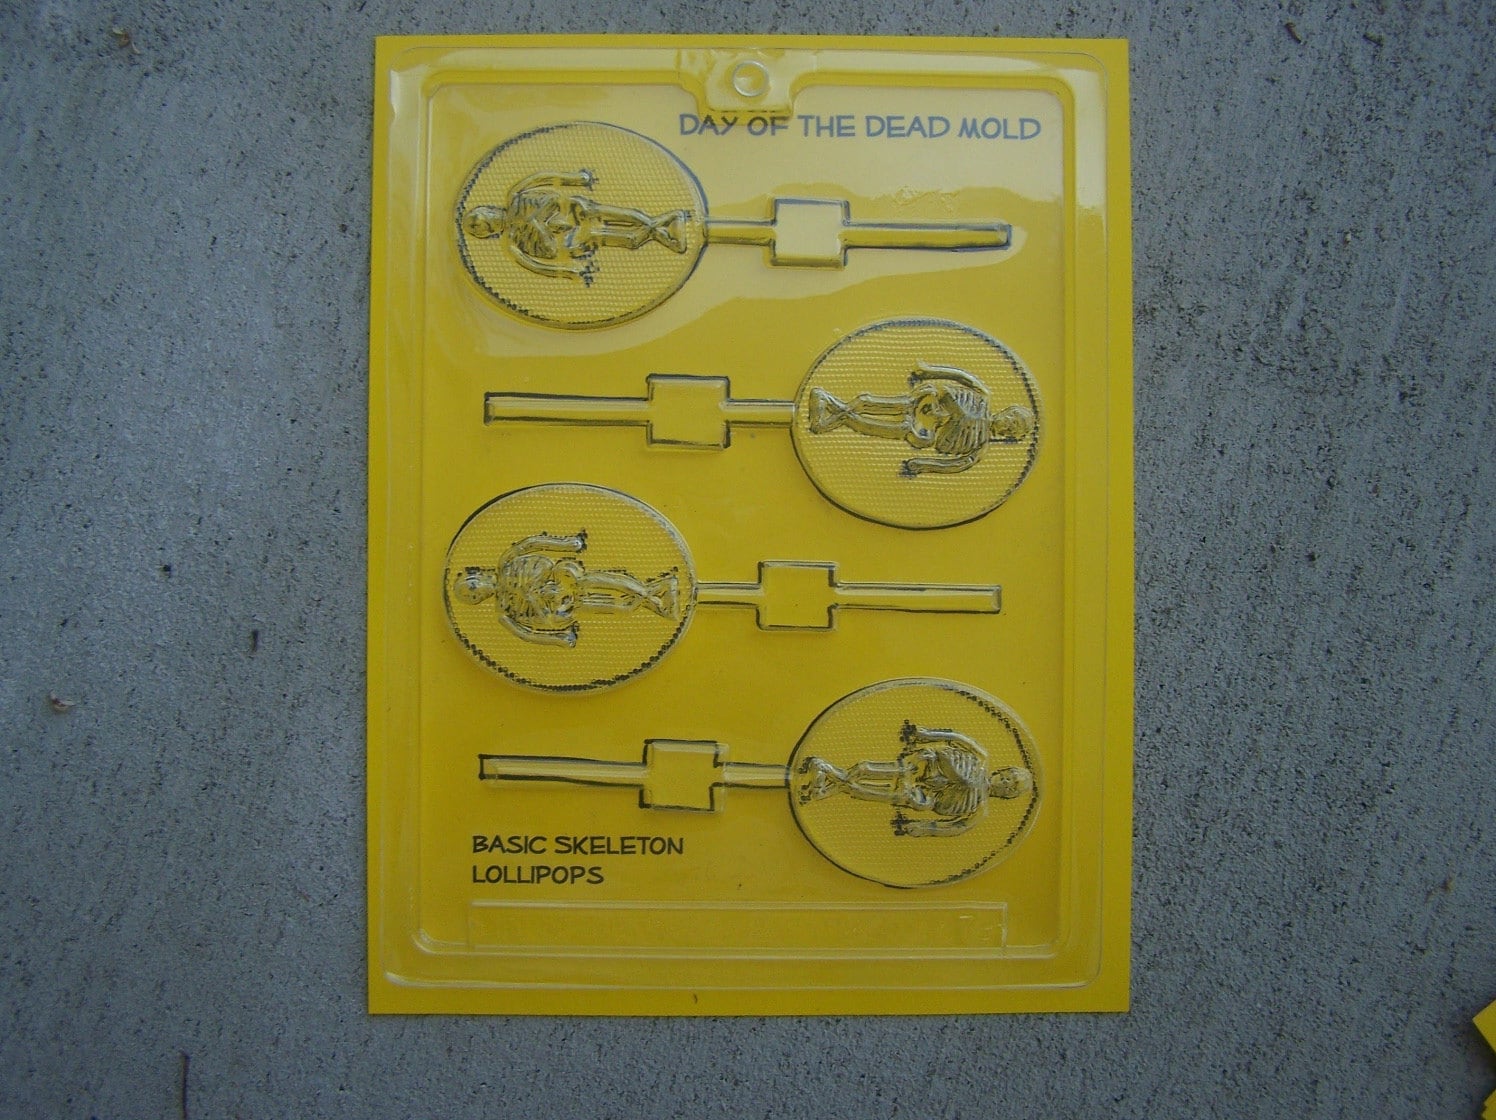 DAY OF THE DEAD MOLD
BASIC SKELETON
LOLLIPOPS